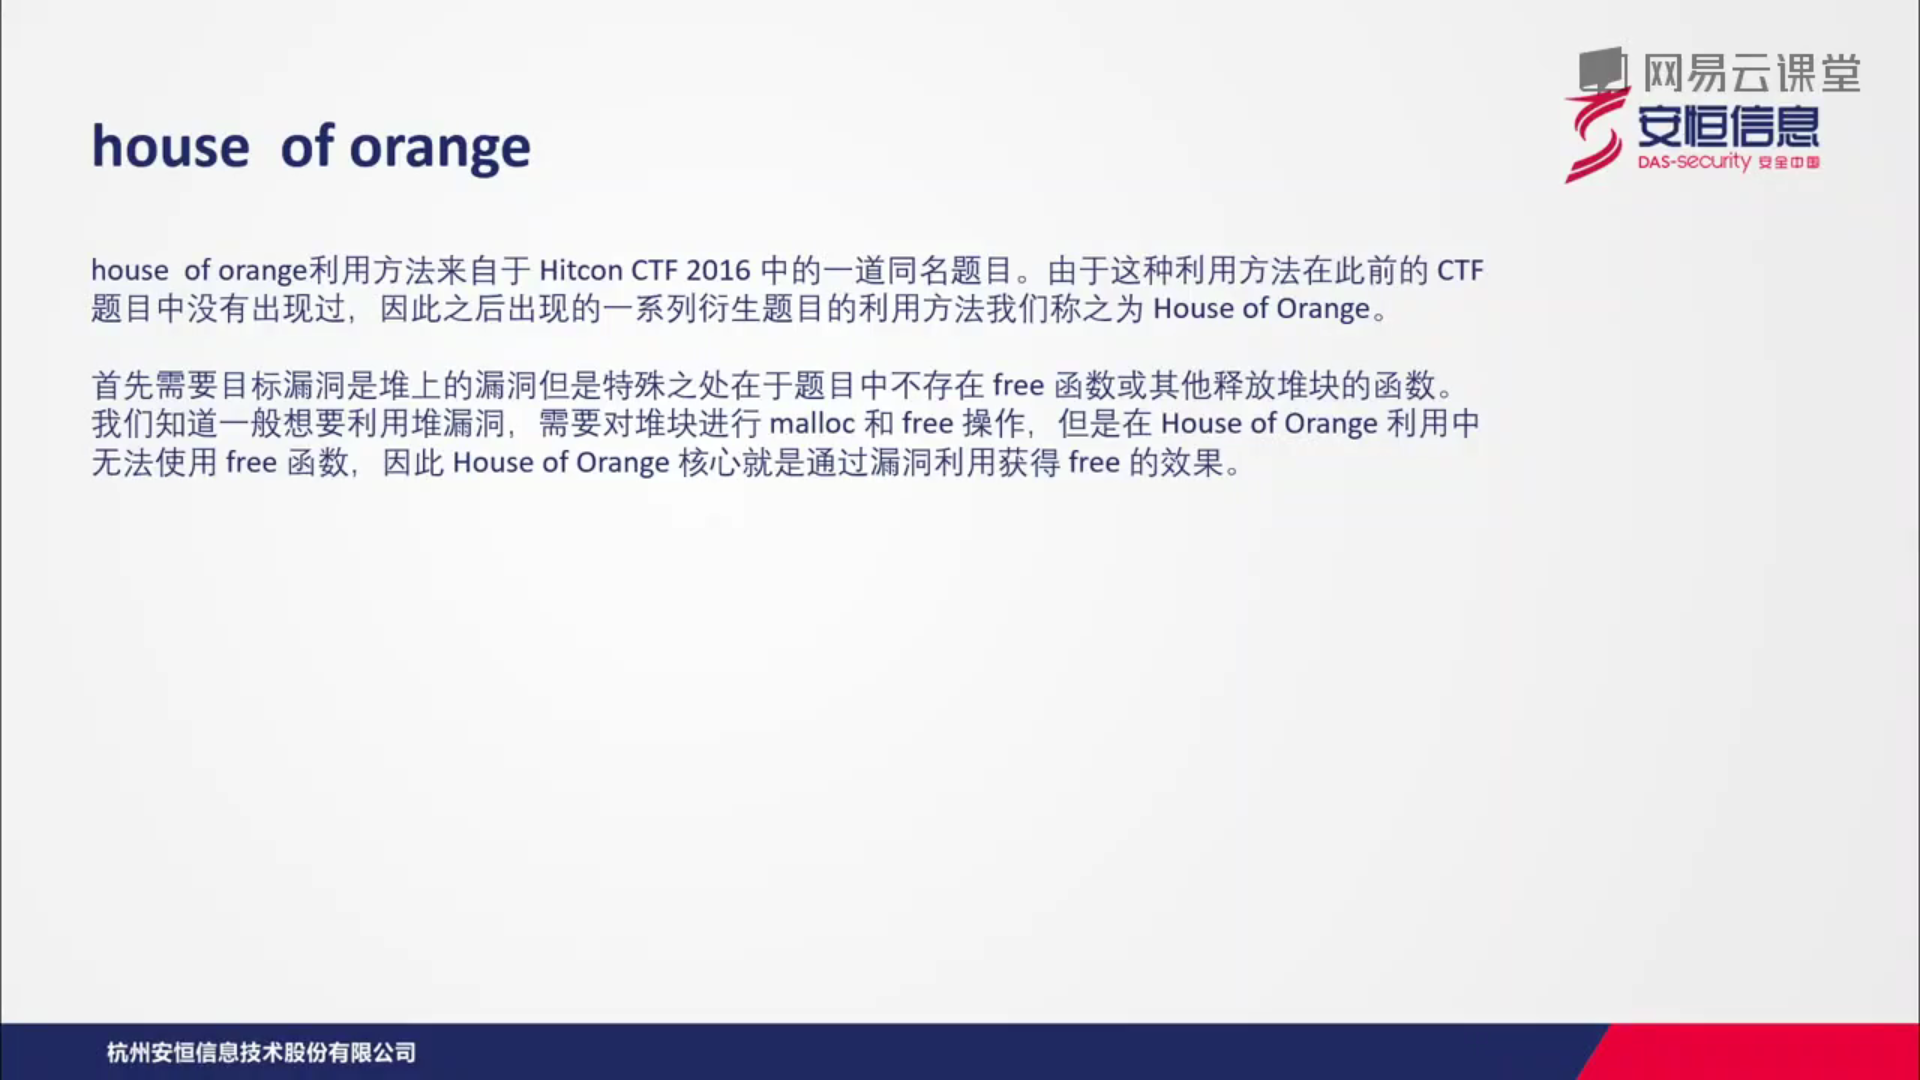 网易云课堂
安恒信息
DAS-security 安全中国
house  of orange
house  of orange利用方法来自于 Hitcon CTF 2016 中的一道同名题目。由于这种利用方法在此前的 CTF
题目中没有出现过，因此之后出现的一系列衍生题目的利用方法我们称之为 House of Orange。
首先需要目标漏洞是堆上的漏洞但是特殊之处在于题目中不存在 free 函数或其他释放堆块的函数。
我们知道一般想要利用堆漏洞，需要对堆块进行 malloc 和 free 操作，但是在 House of Orange 利用中
无法使用 free 函数，因此 House of Orange 核心就是通过漏洞利用获得 free 的效果。
杭州安恒信息技术股份有限公司